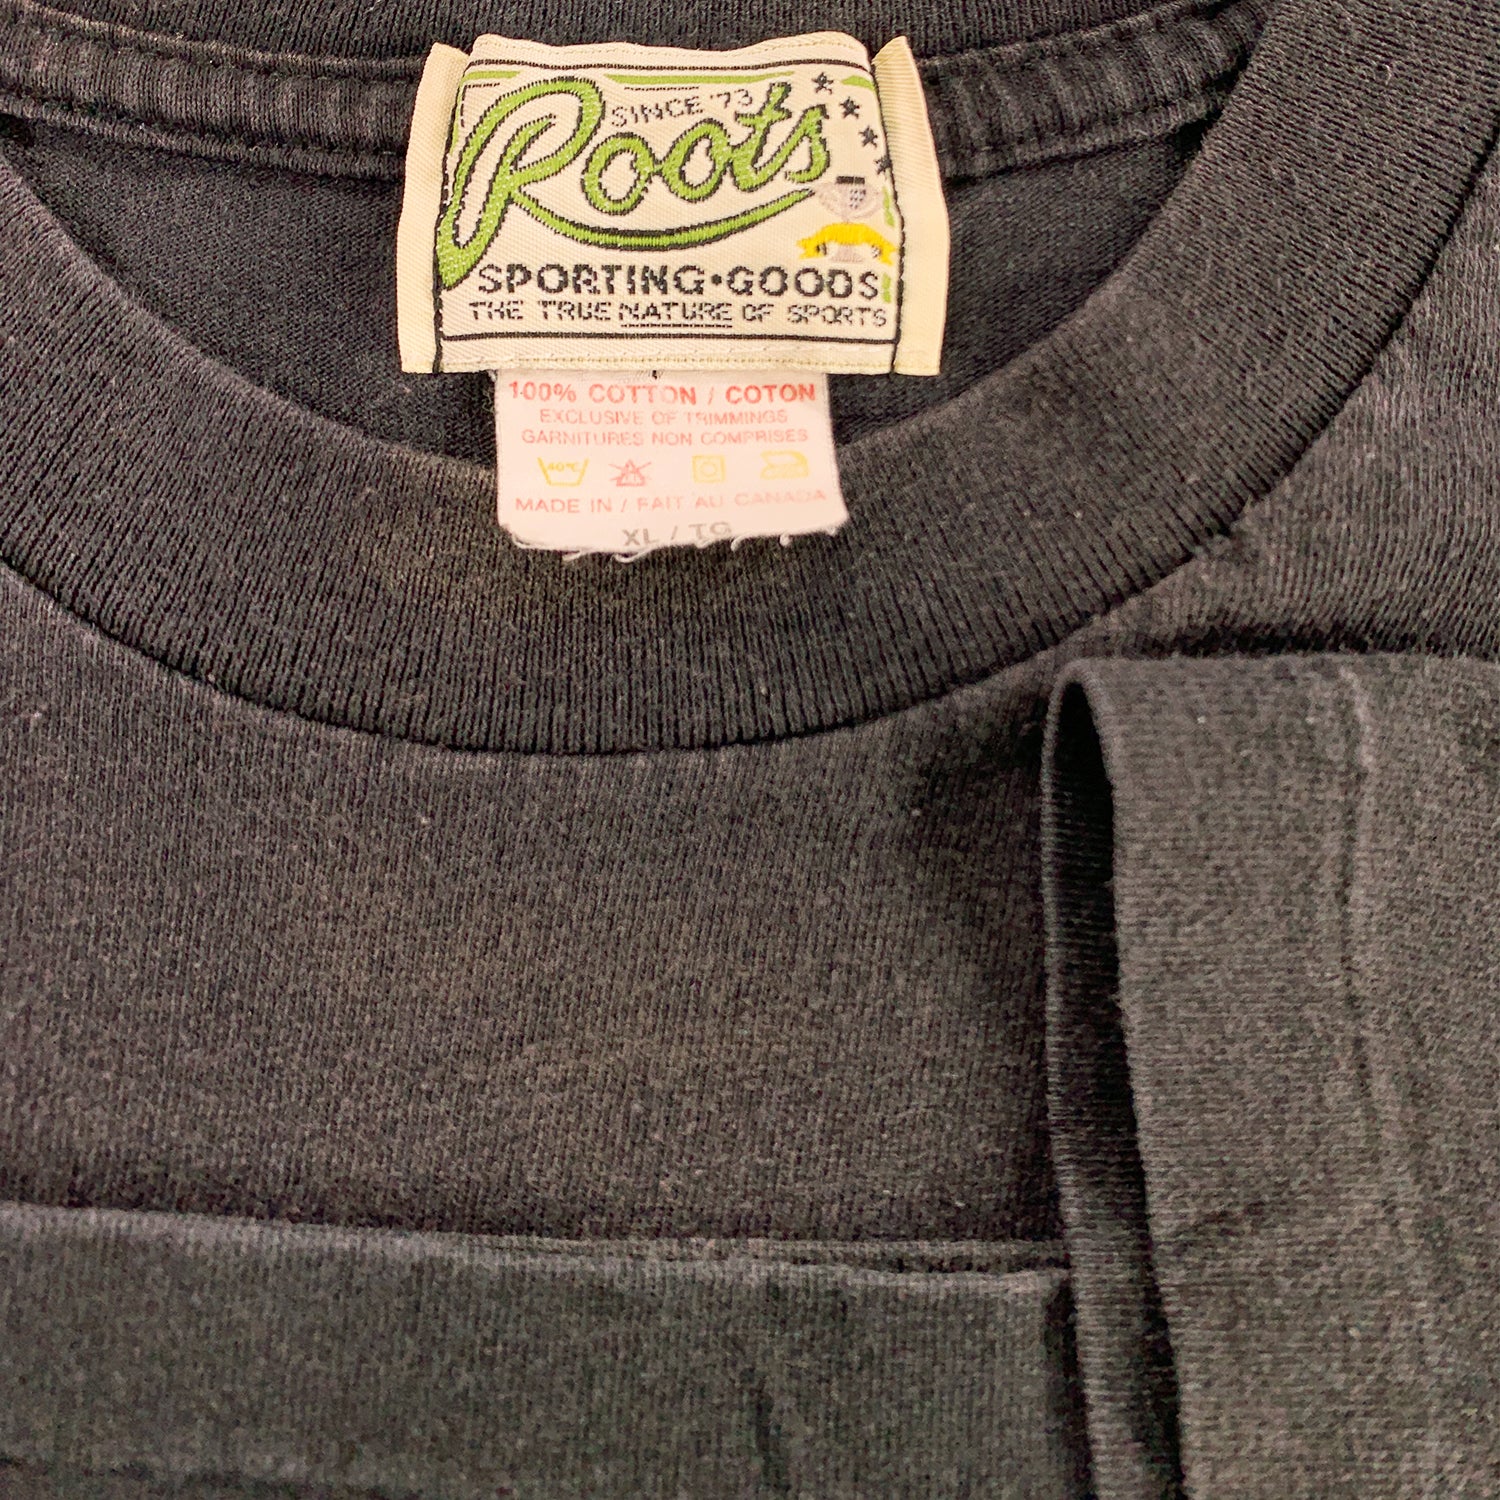 SINCE '73
Roots
SPORTING•GOODS
THE TRUE NATURE OF SPORTS
100% COTTON / COTON
EXCLUSIVE OF TRIMMINGS
GARNITURES NON COMPRISES
40°C
MADE IN / FAIT AU CANADA
XL / TG